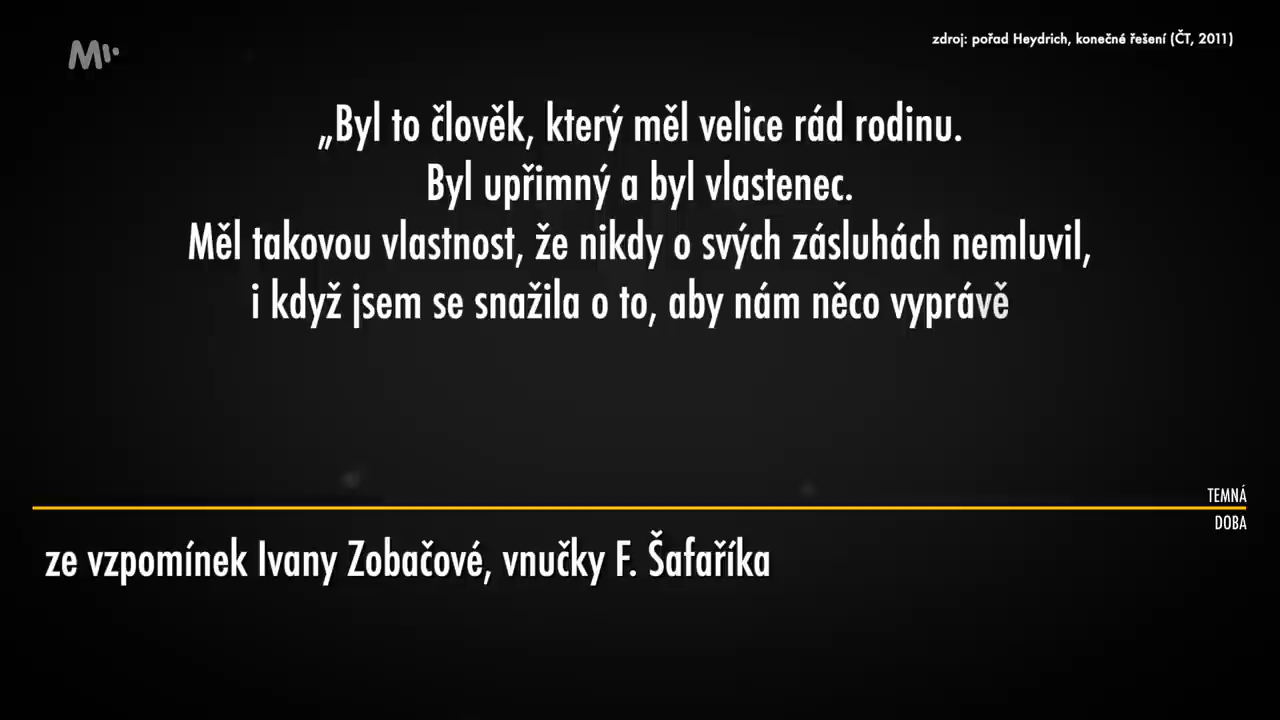 zdroj: pořad Heydrich, konečné řešení (ČT, 2011)
„Byl to člověk, který měl velice rád rodinu.
Byl upřimný a byl vlastenec.
Měl takovou vlastnost, že nikdy o svých zásluhách nemluvil,
i když jsem se snažila o to, aby nám něco vyprávě
TEMNÁ
DOBA
ze vzpomínek Ivany Zobačové, vnučky F. Šafaříka